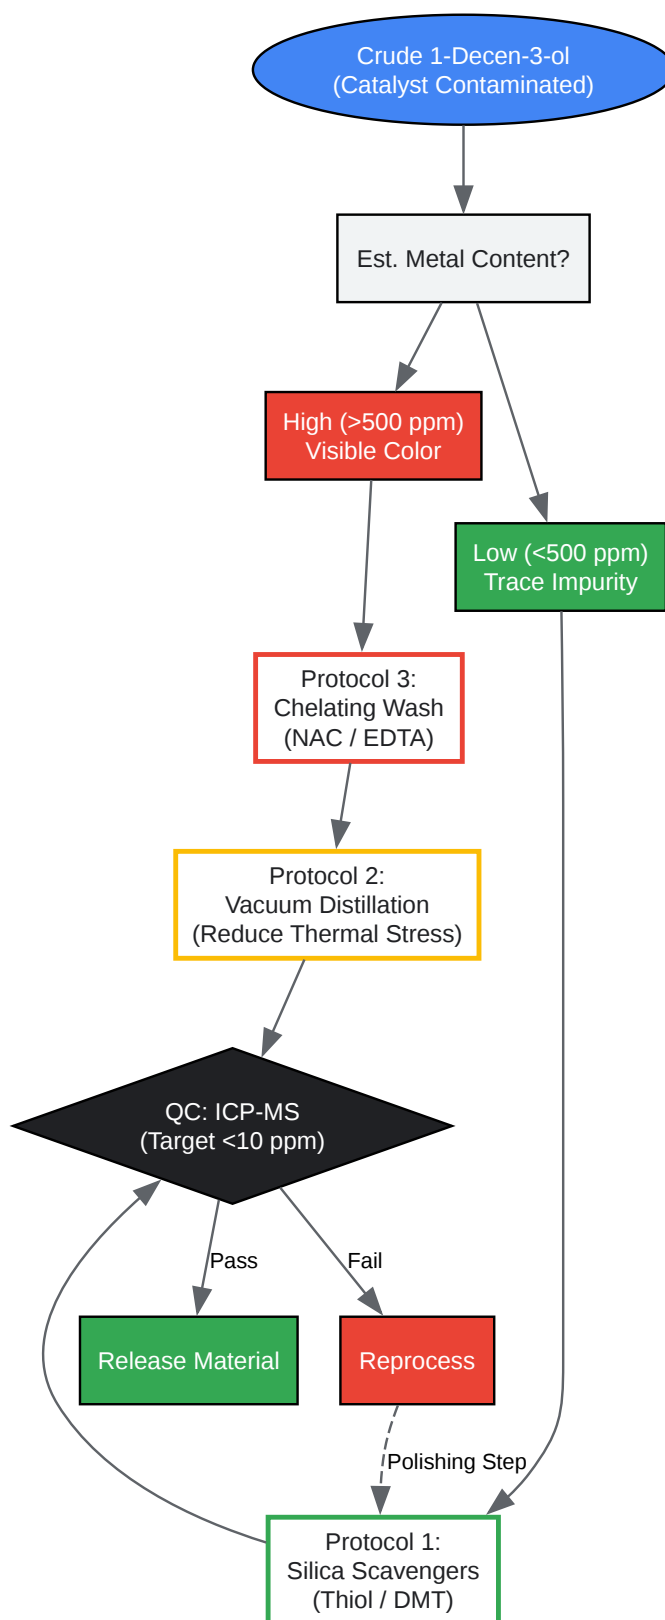 Crude 1-Decen-3-ol
(Catalyst Contaminated)
Est. Metal Content?
High (>500 ppm)
Visible Color
Low (<500 ppm)
Trace Impurity
Protocol 3:
Chelating Wash
(NAC / EDTA)
Protocol 2:
Vacuum Distillation
(Reduce Thermal Stress)
QC: ICP-MS
(Target <10 ppm)
Pass
Fail
Release Material
Reprocess
Polishing Step
Protocol 1:
Silica Scavengers
(Thiol / DMT)